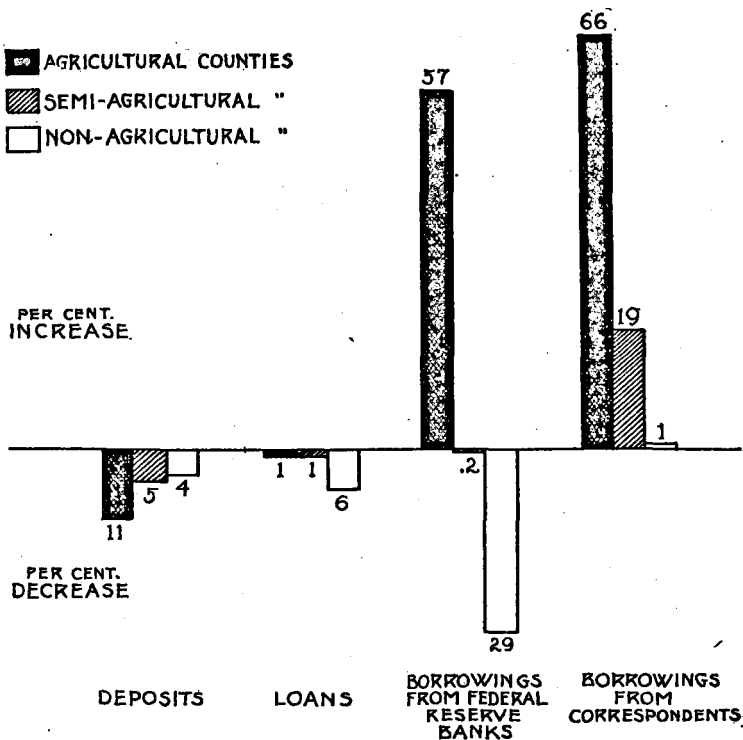 AGRICULTURAL COUNTIES
SEMI-AGRICULTURAL "
NON-AGRICULTURAL "
57
66
PER CENT.
INCREASE
19
1
11
5
4
1
1
6
.2
29
PER CENT.
DECREASE
DEPOSITS
LOANS
BORROWINGS
FROM FEDERAL
RESERVE
BANKS
BORROWINGS
FROM
CORRESPONDENTS